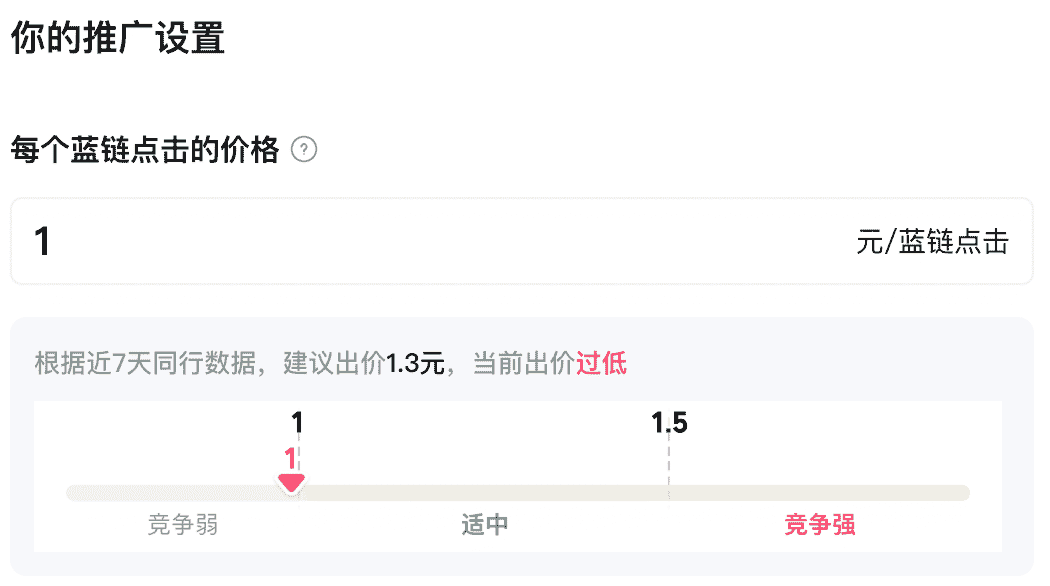 你的推广设置
每个蓝链点击的价格 ?
1 元/蓝链点击
根据近7天同行数据，建议出价1.3元，当前出价过低
1 1.5
1
竞争弱 适中 竞争强